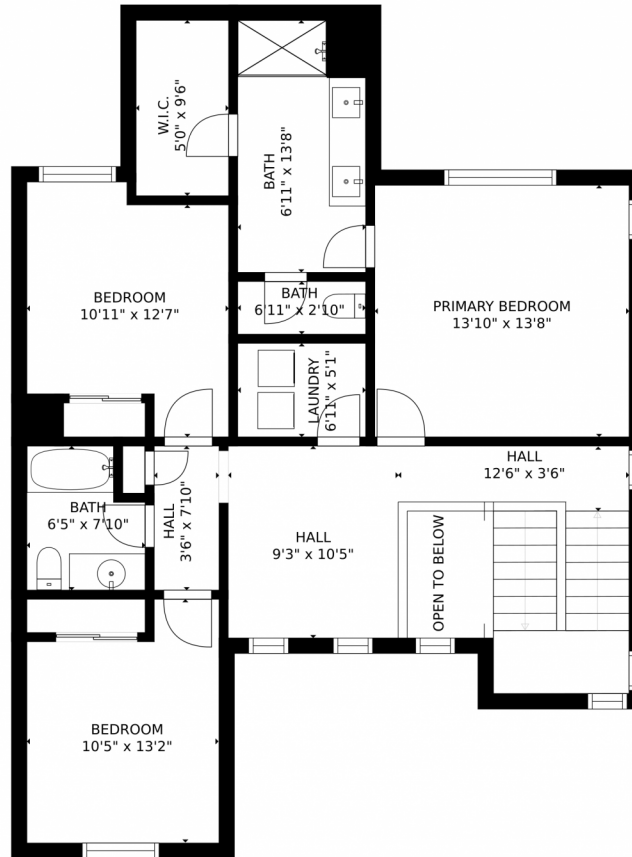 W.I.C.
5'0" x 9'6"
BATH
6'11" x 13'8"
BEDROOM
10'11" x 12'7"
BATH
6'11" x 2'10"
PRIMARY BEDROOM
13'10" x 13'8"
LAUNDRY
6'11" x 5'1"
HALL
12'6" x 3'6"
BATH
6'5" x 7'10"
HALL
3'6" x 7'10"
HALL
9'3" x 10'5"
OPEN TO BELOW
BEDROOM
10'5" x 13'2"